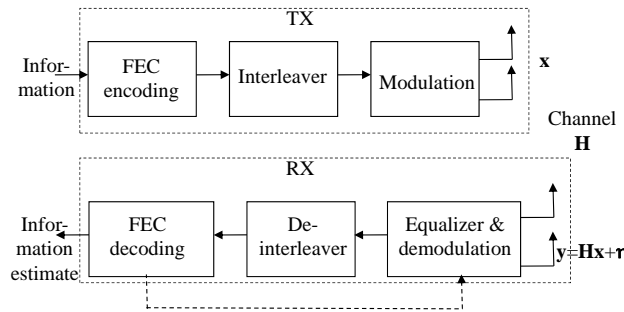 TX
Infor-
mation
FEC
encoding
Interleaver
Modulation
x
Channel
H
RX
Infor-
mation
estimate
FEC
decoding
De-
interleaver
Equalizer &
demodulation
y=Hx+